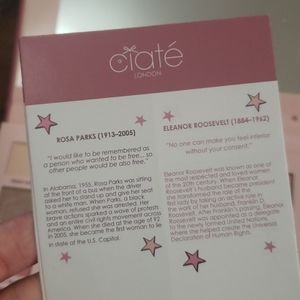 ciaté
LONDON
ROSA PARKS (1913-2005)
"I would like to be remembered as
a person who wanted to be free... so
other people would be also free."
In Alabama, 1955, Rosa Parks was sitting
at the front of a bus when the driver
asked her to stand up and give her seat
to a white man. When Parks, a black
woman, refused she was arrested. Her
brave actions sparked a wave of protests
and an entire civil rights movement across
America. When she died at the age of 92
in 2005, she became the first woman to lie
in state at the U.S. Capitol.
ELEANOR ROOSEVELT (1884-1962)
"No one can make you feel inferior
without your consent."
Eleanor Roosevelt was known as one of
the most respected and loved women
of the 20th Century. Eleanor
Roosevelt's husband became president
and she transformed the role of the
first lady by taking an active role in
the work of her husband, Franklin D.
Roosevelt. After Franklin's passing, Eleanor
Roosevelt was appointed as a delegate
to the newly formed United Nations,
where she helped create the Universal
Declaration of Human Rights.